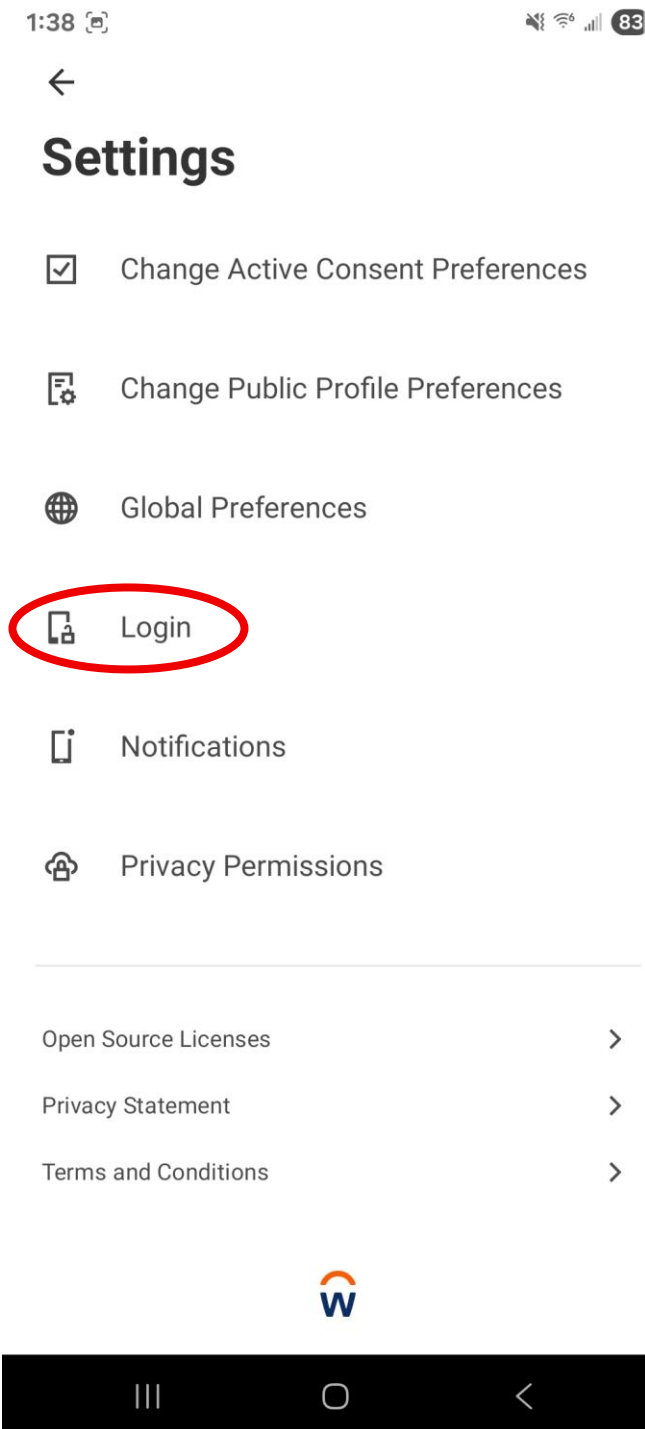 1:38
83
Settings
Change Active Consent Preferences
Change Public Profile Preferences
Global Preferences
Login
Notifications
Privacy Permissions
Open Source Licenses
Privacy Statement
Terms and Conditions
w